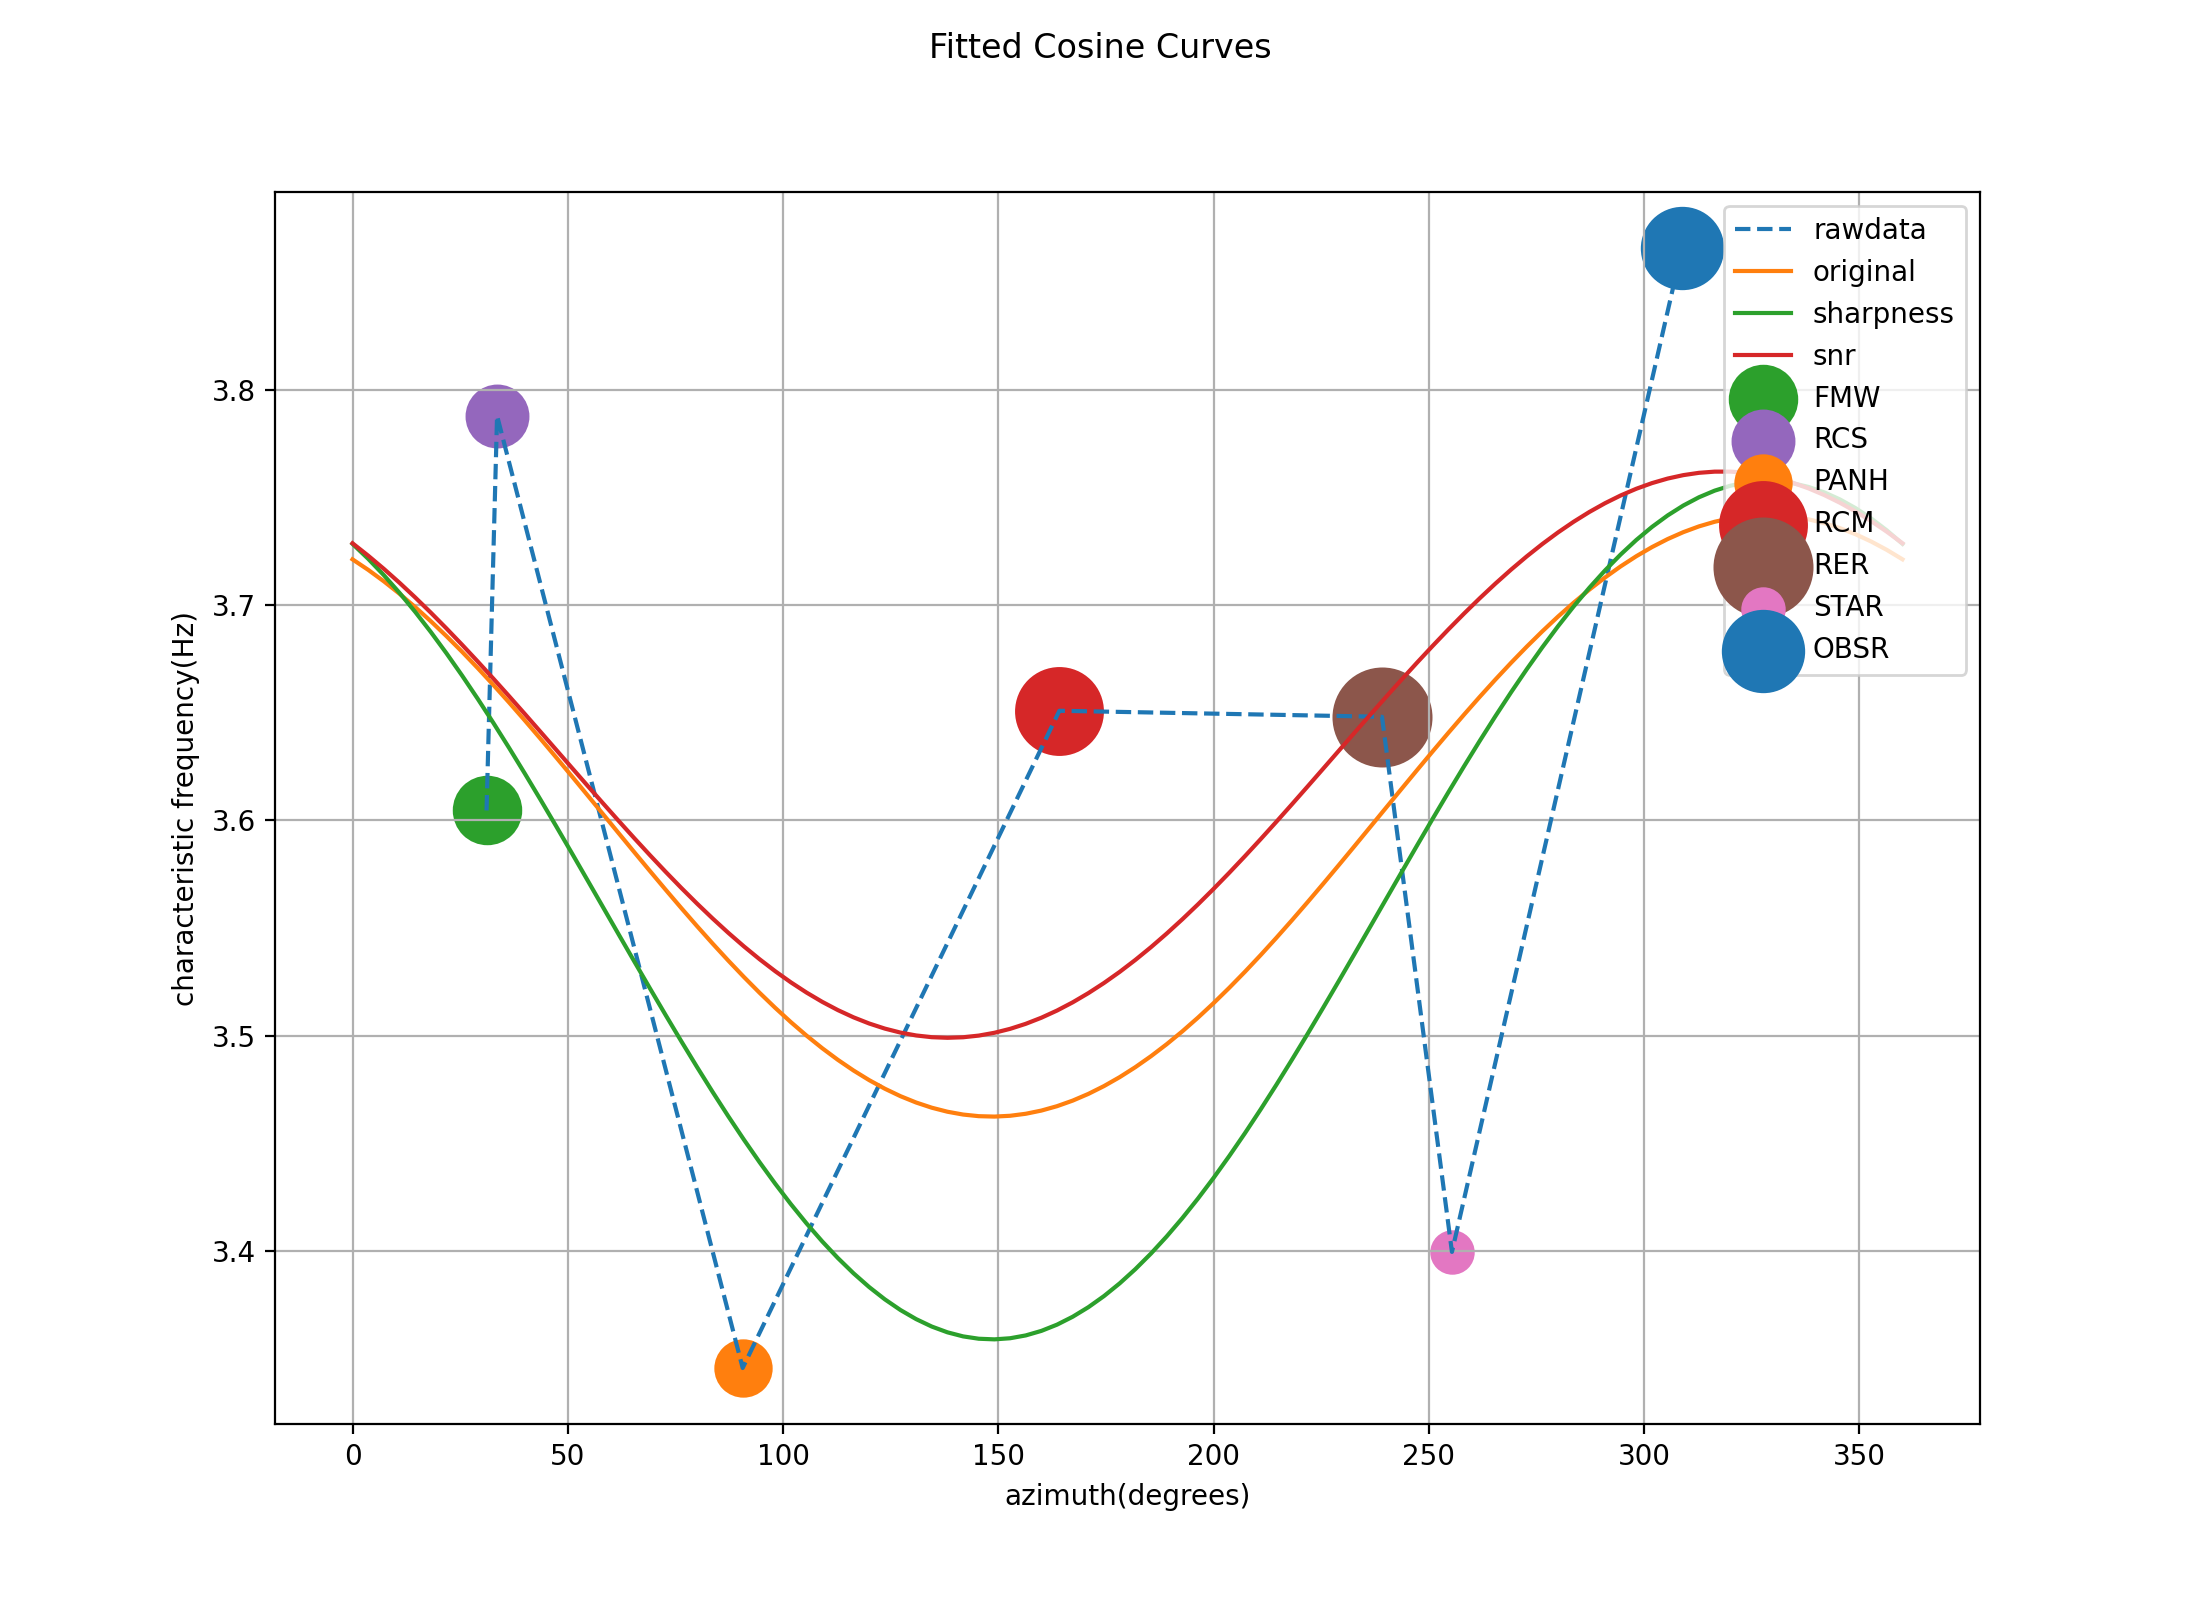 Fitted Cosine Curves
rawdata
original
sharpness
snr
FMW
RCS
PANH
RCM
RER
STAR
OBSR
characteristic frequency(Hz)
3.8
3.7
3.6
3.5
3.4
0 50 100 150 200 250 300 350
azimuth(degrees)